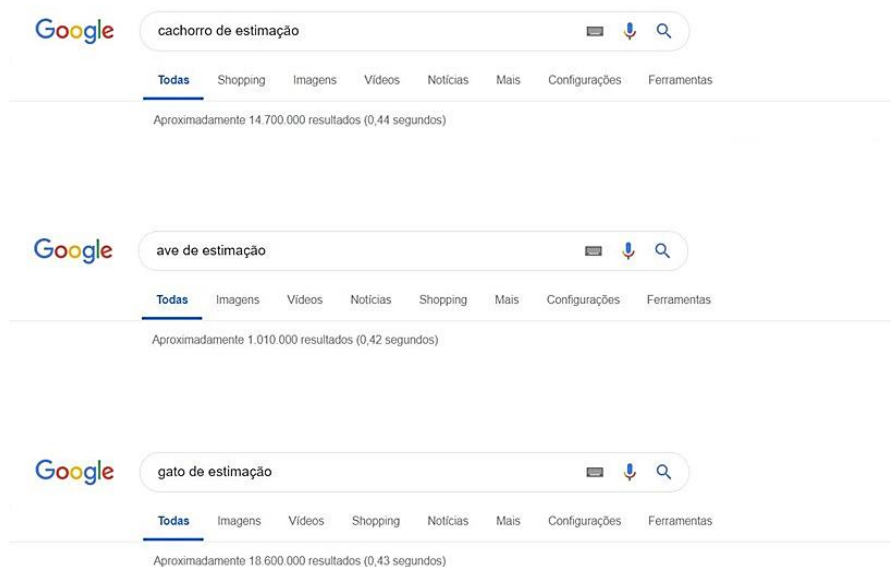 Google cachorro de estimação
Todas Shopping Imagens Vídeos Notícias Mais Configurações Ferramentas
Aproximadamente 14.700.000 resultados (0,44 segundos)
Google ave de estimação
Todas Imagens Vídeos Notícias Shopping Mais Configurações Ferramentas
Aproximadamente 1.010.000 resultados (0,42 segundos)
Google gato de estimação
Todas Imagens Vídeos Shopping Notícias Mais Configurações Ferramentas
Aproximadamente 18.600.000 resultados (0,43 segundos)